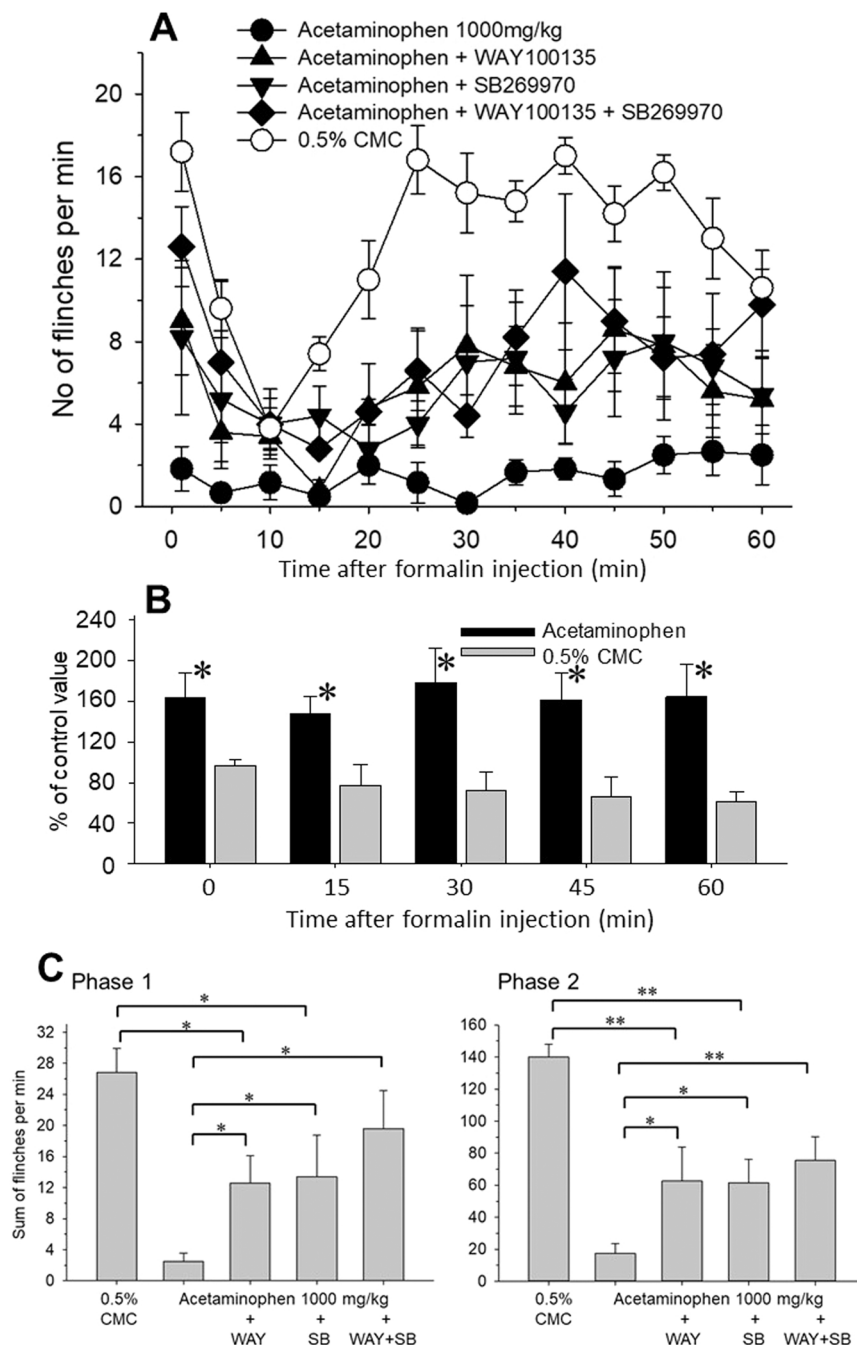 A
Acetaminophen 1000mg/kg
Acetaminophen + WAY100135
Acetaminophen + SB269970
Acetaminophen + WAY100135 + SB269970
0.5% CMC
No of flinches per min
20
16
12
8
4
0
0 10 20 30 40 50 60
Time after formalin injection (min)
B
Acetaminophen
0.5% CMC
% of control value
240
200
160
120
80
40
0
* * * * *
0 15 30 45 60
Time after formalin injection (min)
C
Phase 1
Sum of flinches per min
32
28
24
20
16
12
8
4
0
*
*
*
*
*
0.5% Acetaminophen 1000 mg/kg
CMC + + +
WAY SB WAY+SB
Phase 2
160
140
120
100
80
60
40
20
0
**
**
**
*
*
0.5% Acetaminophen 1000 mg/kg
CMC + + +
WAY SB WAY+SB